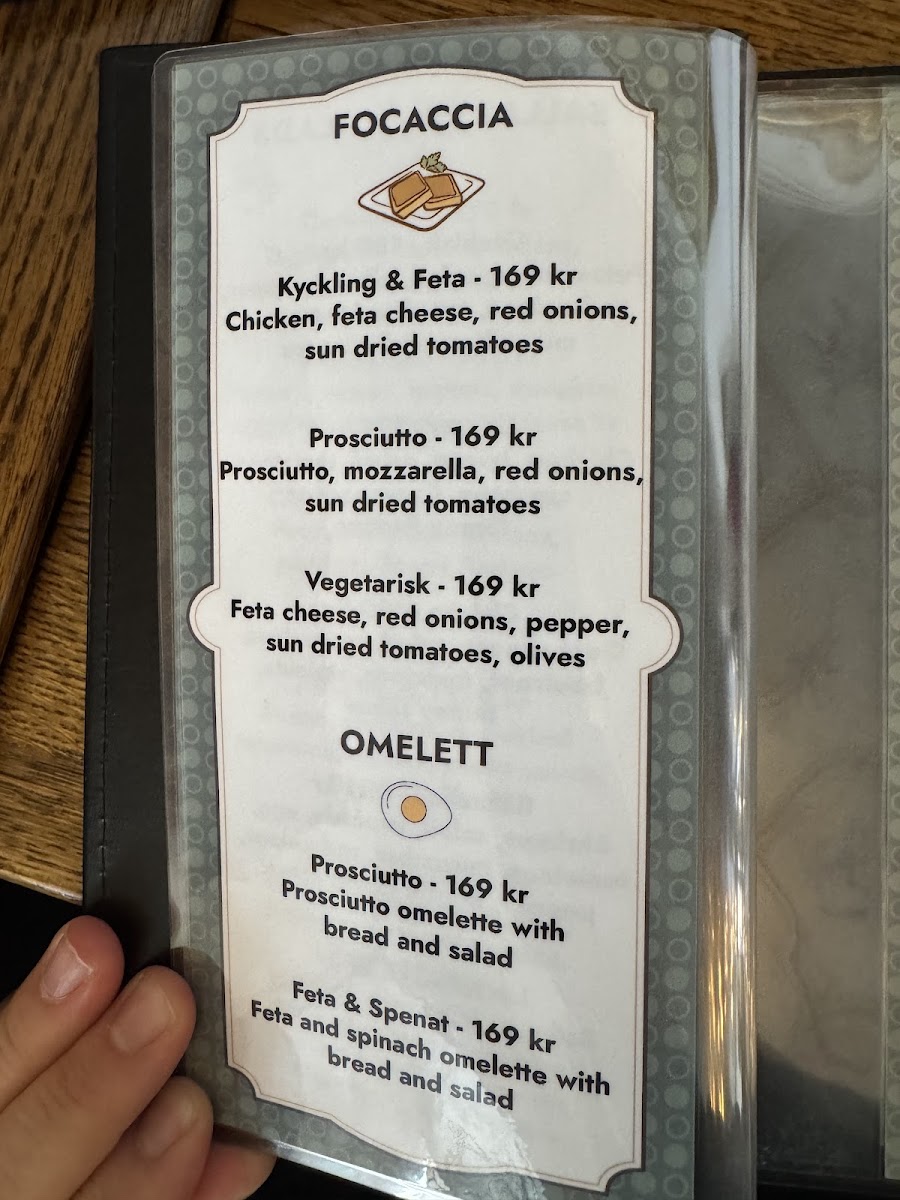 FOCACCIA
Kyckling & Feta - 169 kr
Chicken, feta cheese, red onions,
sun dried tomatoes
Prosciutto - 169 kr
Prosciutto, mozzarella, red onions,
sun dried tomatoes
Vegetarisk - 169 kr
Feta cheese, red onions, pepper,
sun dried tomatoes, olives
OMELETT
Prosciutto - 169 kr
Prosciutto omelette with
bread and salad
Feta & Spenat - 169 kr
Feta and spinach omelette with
bread and salad